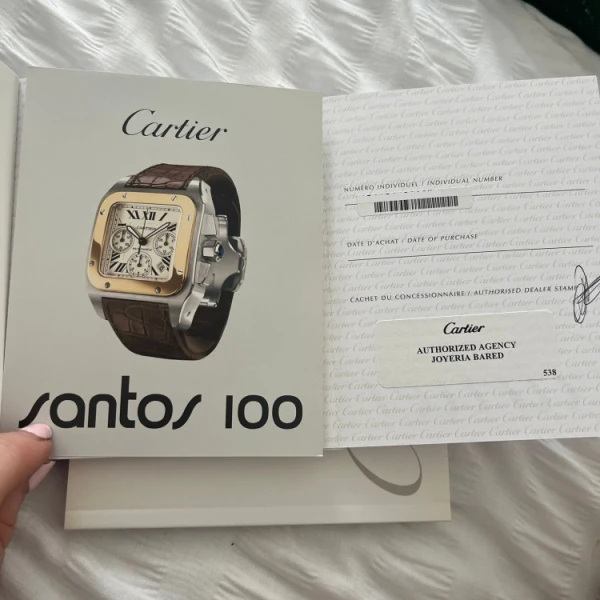 Cartier
santos 100
NUMÉRO INDIVIDUEL / INDIVIDUAL NUMBER
DATE D'ACHAT / DATE OF PURCHASE
CACHET DU CONCESSIONNAIRE / AUTHORISED DEALER STAMP
Cartier
AUTHORIZED AGENCY
JOYERIA BARED
538